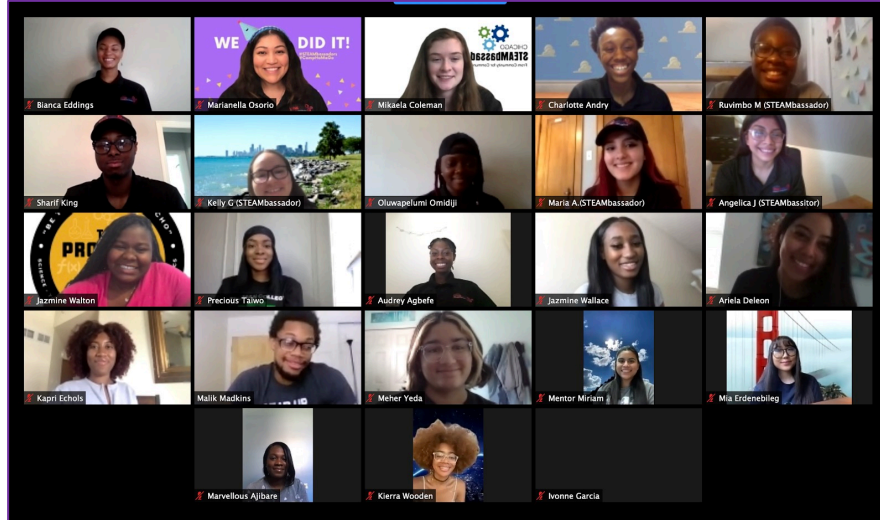 Bianca Eddings
WE DID IT!
Marianella Osorio
CHICAGO
STEAMbassad
Mikaela Coleman
Charlotte Andry
Ruvimbo M (STEAMbassador)
Sharif King
Kelly G (STEAMbassador)
Oluwapelumi Omidiji
Maria A.(STEAMbassador)
Angelica J (STEAMbassitor)
Jazmine Walton
Precious Taiwo
Audrey Agbefe
Jazmine Wallace
Ariela Deleon
Kapri Echols
Malik Madkins
Meher Yeda
Mentor Miriam
Mia Erdenebileg
Marvellous Ajibare
Kierra Wooden
Ivonne Garcia